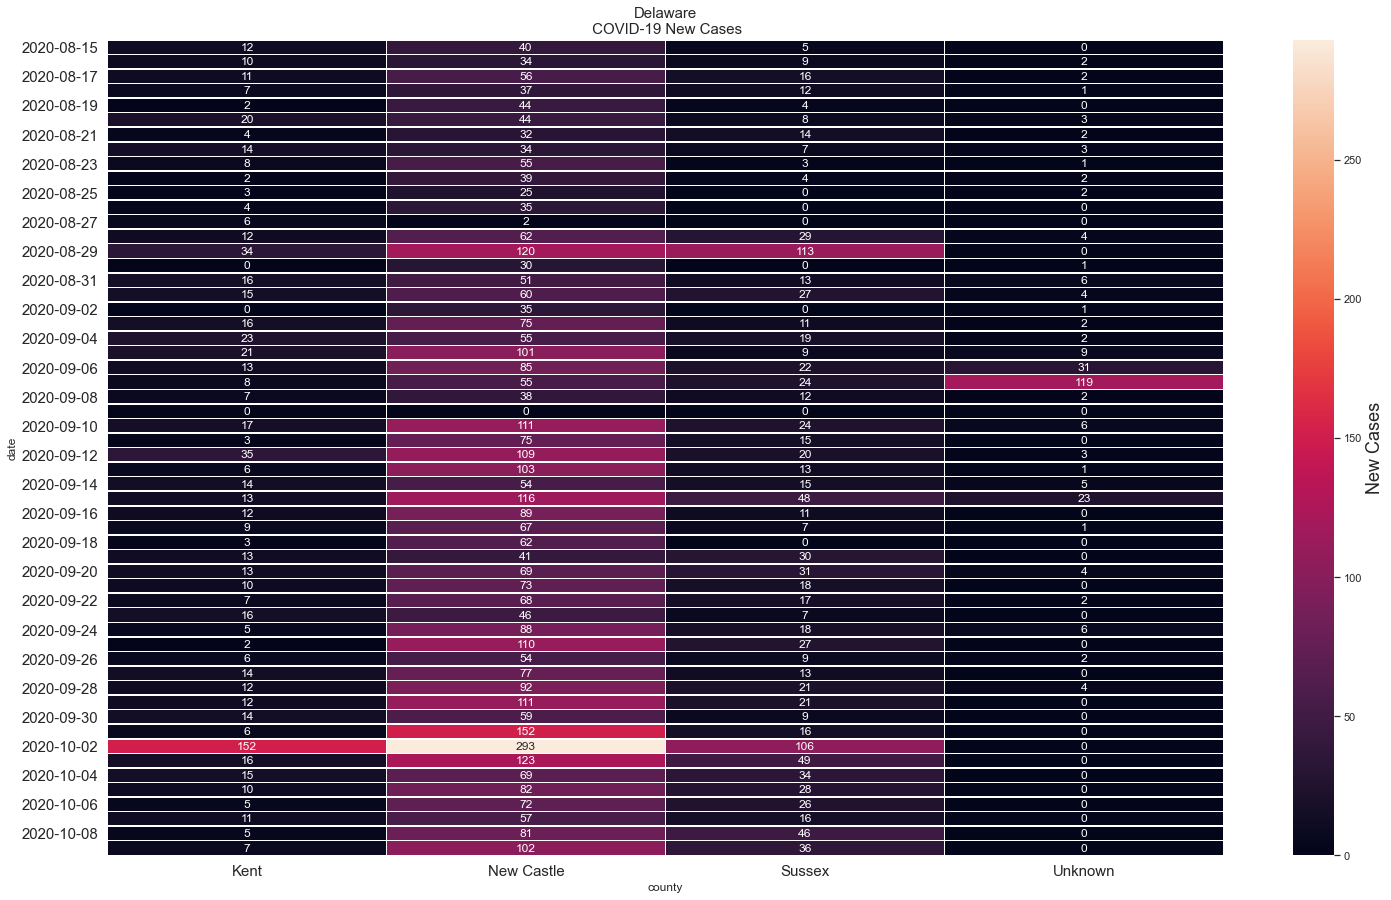 Delaware
COVID-19 New Cases
2020-08-15 12 40 5 0
10 34 9 2
2020-08-17 11 56 16 2
7 37 12 1
2020-08-19 2 44 4 0
20 44 8 3
2020-08-21 4 32 14 2
14 34 7 3
2020-08-23 8 55 3 1
2 39 4 2
2020-08-25 3 25 0 2
4 35 0 0
2020-08-27 6 2 0 0
12 62 29 4
2020-08-29 34 120 113 0
0 30 0 1
2020-08-31 16 51 13 6
15 60 27 4
2020-09-02 0 35 0 1
16 75 11 2
2020-09-04 23 55 19 2
21 101 9 9
2020-09-06 13 85 22 31
8 55 24 119
2020-09-08 7 38 12 2
0 0 0 0
2020-09-10 17 111 24 6
3 75 15 0
2020-09-12 35 109 20 3
6 103 13 1
2020-09-14 14 54 15 5
13 116 48 23
2020-09-16 12 89 11 0
9 67 7 1
2020-09-18 3 62 0 0
13 41 30 0
2020-09-20 13 69 31 4
10 73 18 0
2020-09-22 7 68 17 2
16 46 7 0
2020-09-24 5 88 18 6
2 110 27 0
2020-09-26 6 54 9 2
14 77 13 0
2020-09-28 12 92 21 4
12 111 21 0
2020-09-30 14 59 9 0
6 152 16 0
2020-10-02 152 293 106 0
16 123 49 0
2020-10-04 15 69 34 0
10 82 28 0
2020-10-06 5 72 26 0
11 57 16 0
2020-10-08 5 81 46 0
7 102 36 0
Kent New Castle Sussex Unknown
county
date
250
200
150
100
50
0
New Cases